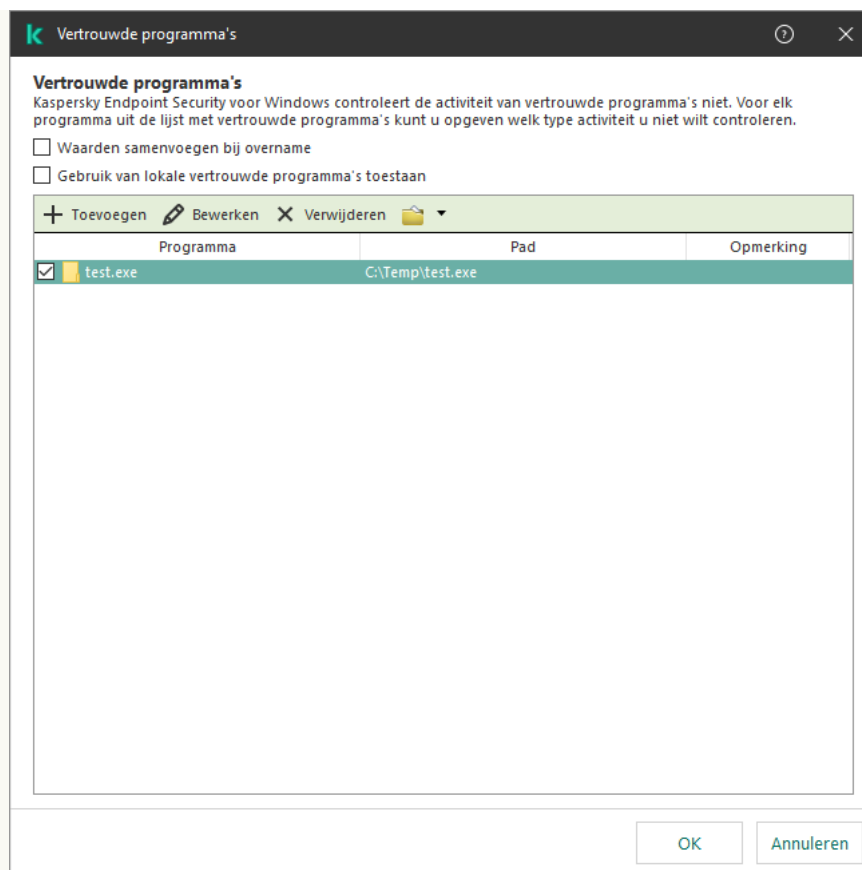 Vertrouwde programma's
Vertrouwde programma's
Kaspersky Endpoint Security voor Windows controleert de activiteit van vertrouwde programma's niet. Voor elk
programma uit de lijst met vertrouwde programma's kunt u opgeven welk type activiteit u niet wilt controleren.
Waarden samenvoegen bij overname
Gebruik van lokale vertrouwde programma's toestaan
Toevoegen Bewerken Verwijderen
Programma Pad Opmerking
test.exe C:\Temp\test.exe
OK Annuleren